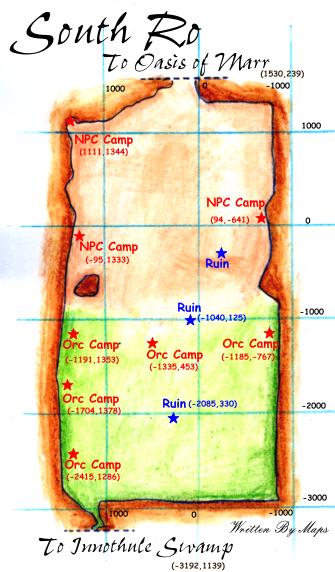 South Ro
To Oasis of Marr
(1530,239)
1000
0
-1000
1000
NPC Camp
(1111,1344)
NPC Camp
(94,-641)
0
NPC Camp
(-95,1333)
Ruin
Ruin
(-1040,125)
-1000
Orc Camp
(-1191,1353)
Orc Camp
(-1335,453)
Orc Camp
(-1185,-767)
Orc Camp
(-1704,1378)
Ruin (-2085,330)
-2000
Orc Camp
(-2415,1286)
-3000
1000
0
-1000
Written By Maps
To Innothule Swamp
(-3192,1139)